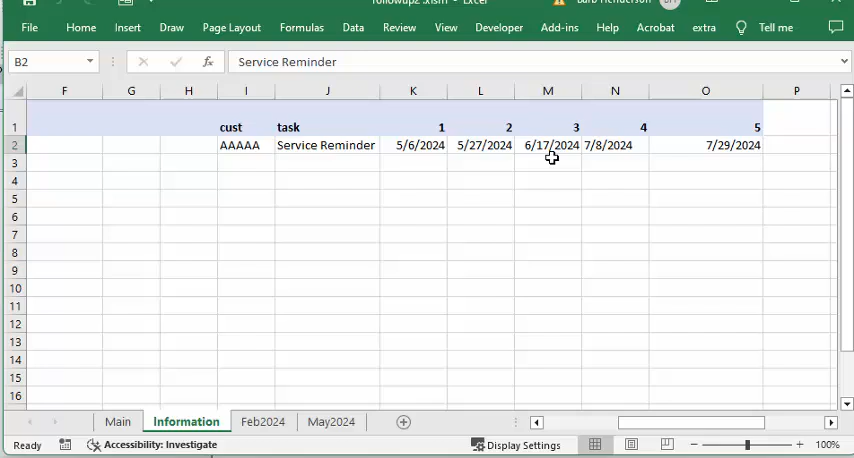 followup2 .xlsm – Excel
Barb Henderson BH
File Home Insert Draw Page Layout Formulas Data Review View Developer Add-ins Help Acrobat extra Tell me
B2 fx Service Reminder
F G H I J K L M N O P
1 cust task 1 2 3 4 5
2 AAAAA Service Reminder 5/6/2024 5/27/2024 6/17/2024 7/8/2024 7/29/2024
3
4
5
6
7
8
9
10
11
12
13
14
15
16
Main Information Feb2024 May2024
Ready Accessibility: Investigate Display Settings 100%